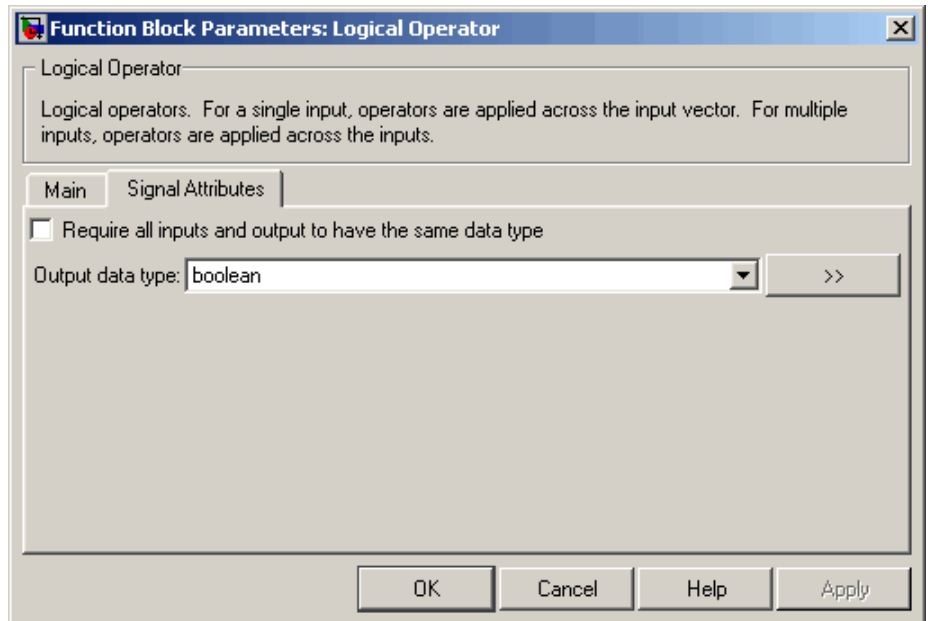 Function Block Parameters: Logical Operator
Logical Operator
Logical operators. For a single input, operators are applied across the input vector. For multiple
inputs, operators are applied across the inputs.
Main
Signal Attributes
Require all inputs and output to have the same data type
Output data type: boolean >>
OK Cancel Help Apply